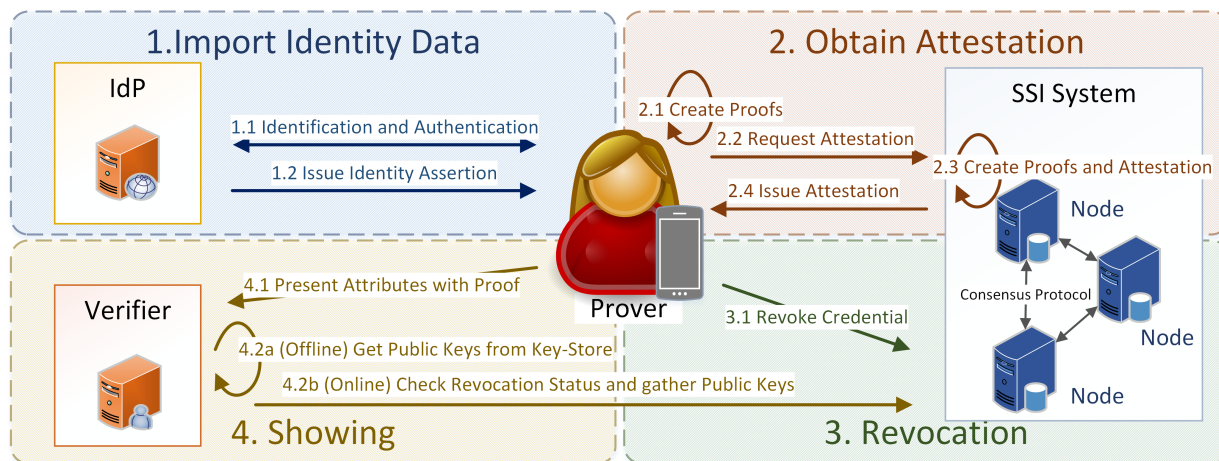 1.Import Identity Data
IdP
1.1 Identification and Authentication
1.2 Issue Identity Assertion
2. Obtain Attestation
SSI System
2.1 Create Proofs
2.2 Request Attestation
2.3 Create Proofs and Attestation
2.4 Issue Attestation
Node
Node
Consensus Protocol
Node
Prover
3.1 Revoke Credential
3. Revocation
4.1 Present Attributes with Proof
Verifier
4.2a (Offline) Get Public Keys from Key-Store
4.2b (Online) Check Revocation Status and gather Public Keys
4. Showing